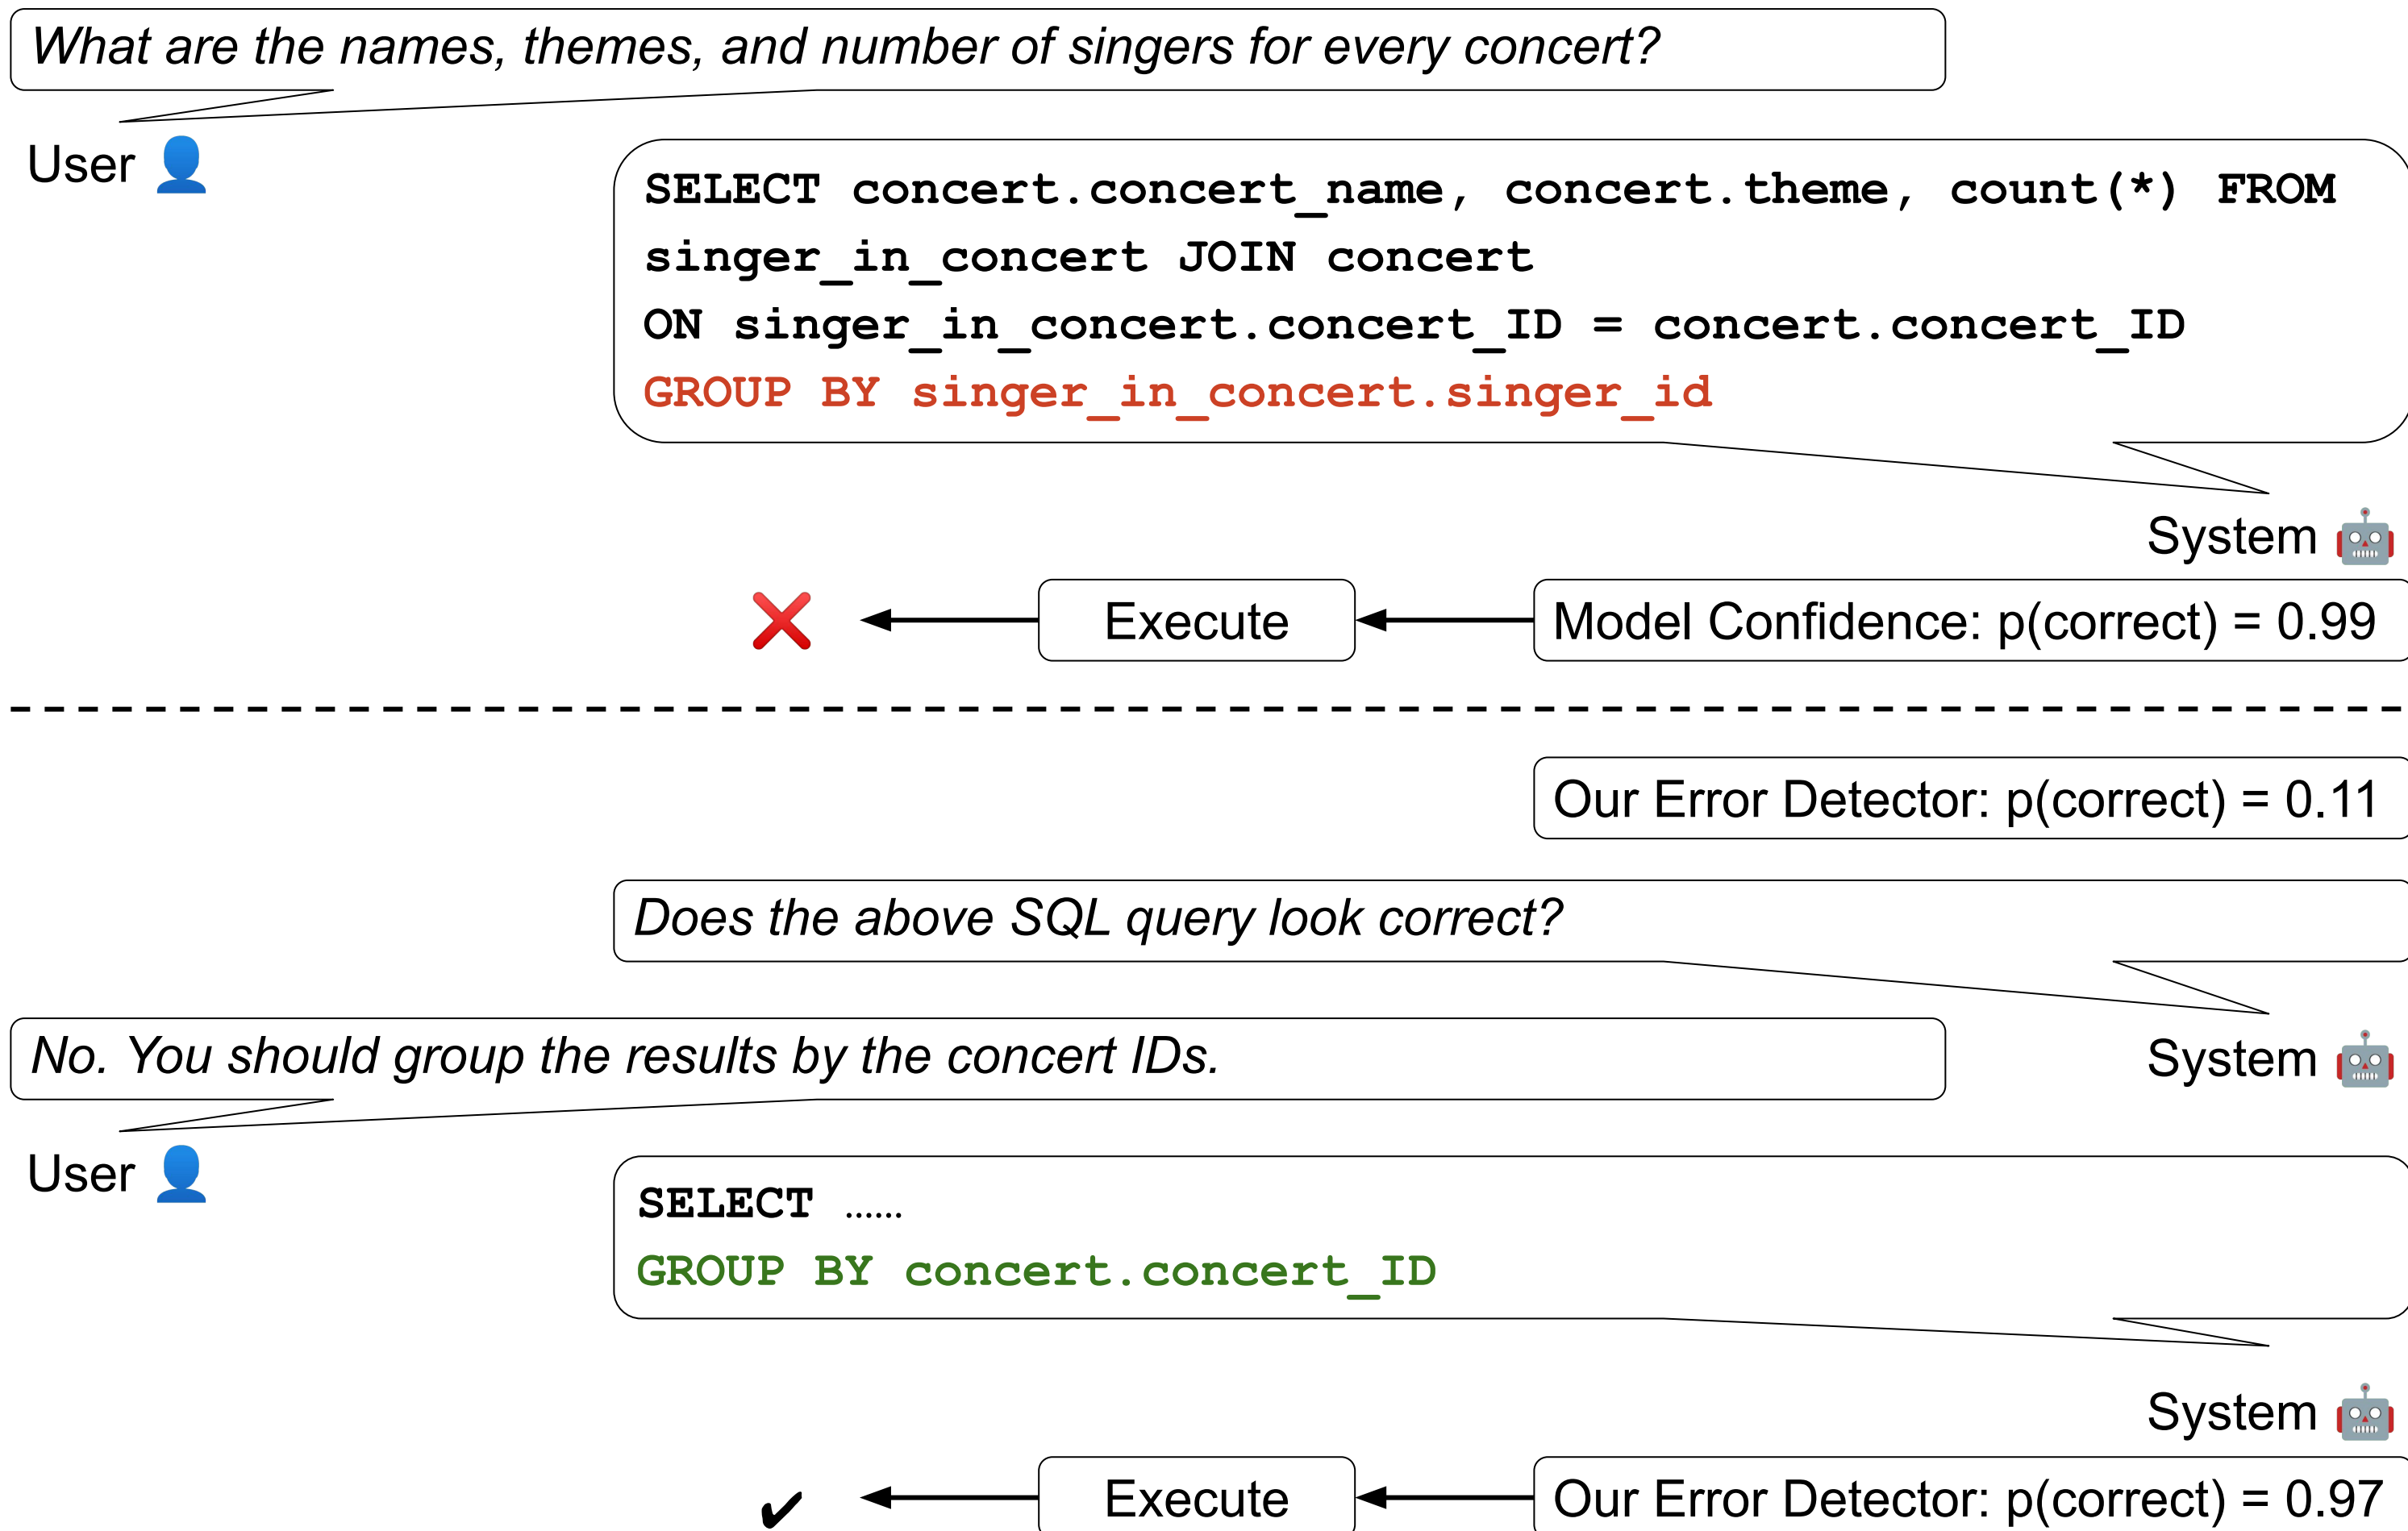 What are the names, themes, and number of singers for every concert?
User
SELECT concert.concert_name, concert.theme, count(*) FROM
singer_in_concert JOIN concert
ON singer_in_concert.concert_ID = concert.concert_ID
GROUP BY singer_in_concert.singer_id
System
Execute
Model Confidence: p(correct) = 0.99
Our Error Detector: p(correct) = 0.11
Does the above SQL query look correct?
System
No. You should group the results by the concert IDs.
User
SELECT ......
GROUP BY concert.concert_ID
System
Execute
Our Error Detector: p(correct) = 0.97